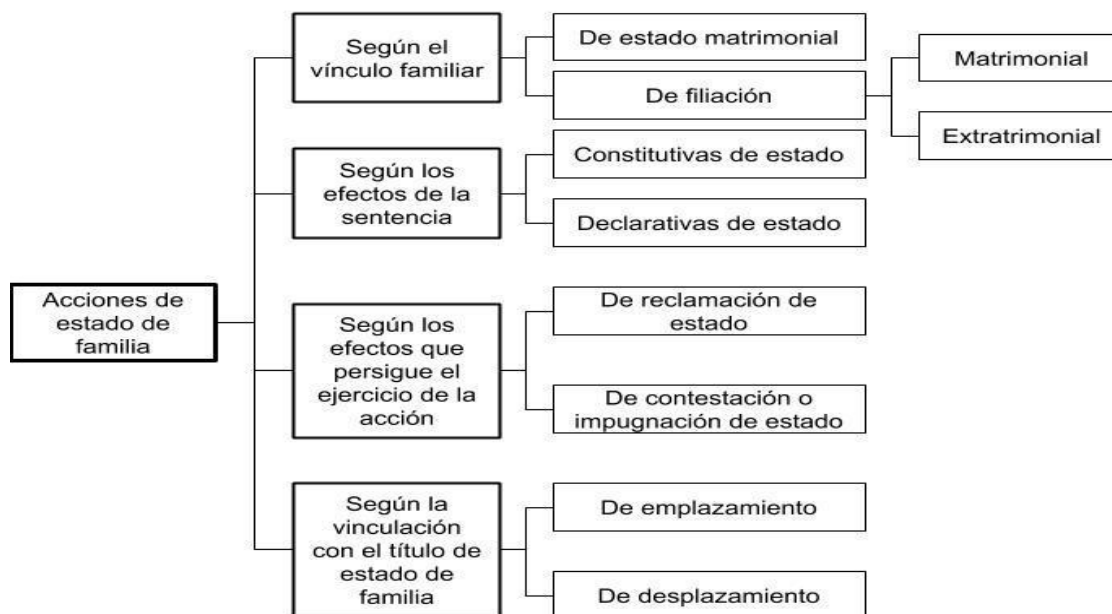 Acciones de
estado de
familia
Según el
vínculo familiar
De estado matrimonial
De filiación
Matrimonial
Extratrimonial
Según los
efectos de la
sentencia
Constitutivas de estado
Declarativas de estado
Según los
efectos que
persigue el
ejercicio de la
acción
De reclamación de
estado
De contestación o
impugnación de estado
Según la
vinculación
con el título de
estado de
familia
De emplazamiento
De desplazamiento